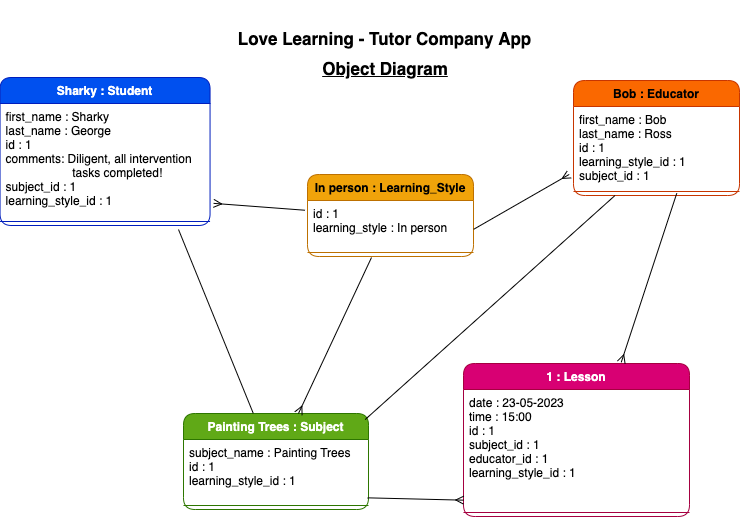 Love Learning - Tutor Company App
Object Diagram
Sharky : Student
first_name : Sharky
last_name : George
id : 1
comments: Diligent, all intervention
tasks completed!
subject_id : 1
learning_style_id : 1
Bob : Educator
first_name : Bob
last_name : Ross
id : 1
learning_style_id : 1
subject_id : 1
In person : Learning_Style
id : 1
learning_style : In person
1 : Lesson
date : 23-05-2023
time : 15:00
id : 1
subject_id : 1
educator_id : 1
learning_style_id : 1
Painting Trees : Subject
subject_name : Painting Trees
id : 1
learning_style_id : 1